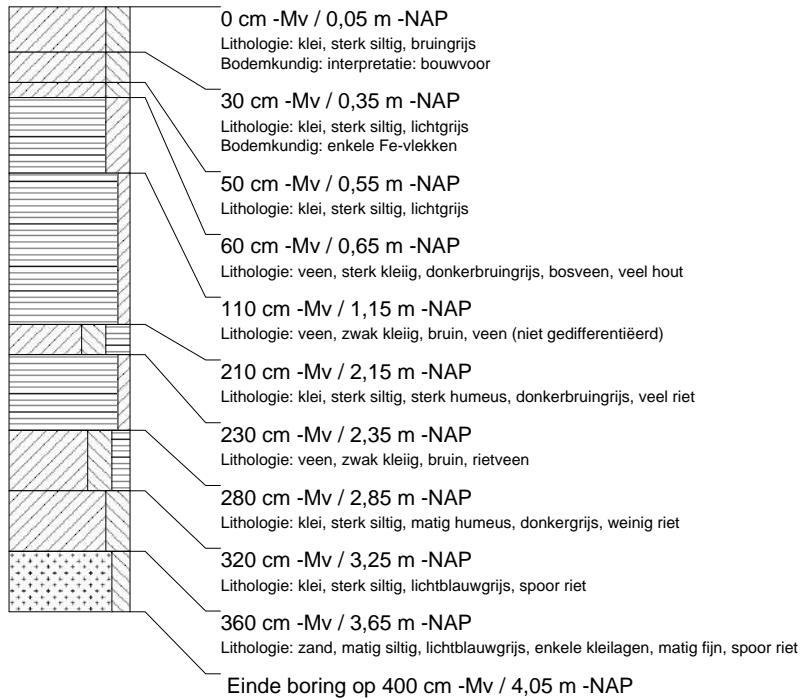 0 cm -Mv / 0,05 m -NAP
Lithologie: klei, sterk siltig, bruingrijs
Bodemkundig: interpretatie: bouwvoor
30 cm -Mv / 0,35 m -NAP
Lithologie: klei, sterk siltig, lichtgrijs
Bodemkundig: enkele Fe-vlekken
50 cm -Mv / 0,55 m -NAP
Lithologie: klei, sterk siltig, lichtgrijs
60 cm -Mv / 0,65 m -NAP
Lithologie: veen, sterk kleiig, donkerbruingrijs, bosveen, veel hout
110 cm -Mv / 1,15 m -NAP
Lithologie: veen, zwak kleiig, bruin, veen (niet gedifferentiëerd)
210 cm -Mv / 2,15 m -NAP
Lithologie: klei, sterk siltig, sterk humeus, donkerbruingrijs, veel riet
230 cm -Mv / 2,35 m -NAP
Lithologie: veen, zwak kleiig, bruin, rietveen
280 cm -Mv / 2,85 m -NAP
Lithologie: klei, sterk siltig, matig humeus, donkergrijs, weinig riet
320 cm -Mv / 3,25 m -NAP
Lithologie: klei, sterk siltig, lichtblauwgrijs, spoor riet
360 cm -Mv / 3,65 m -NAP
Lithologie: zand, matig siltig, lichtblauwgrijs, enkele kleilagen, matig fijn, spoor riet
Einde boring op 400 cm -Mv / 4,05 m -NAP